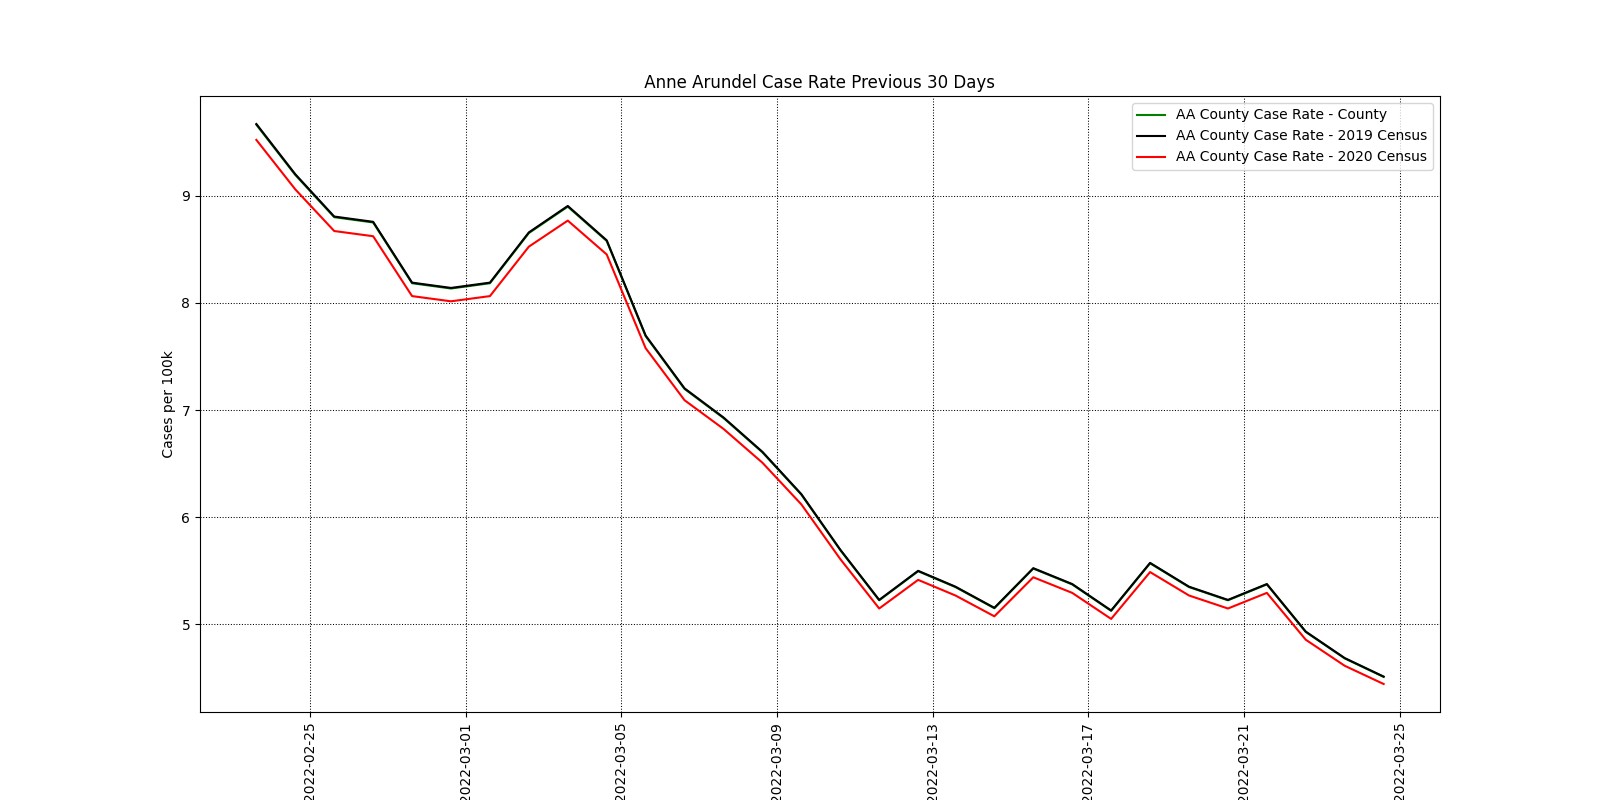 Anne Arundel Case Rate Previous 30 Days
AA County Case Rate - County
AA County Case Rate - 2019 Census
AA County Case Rate - 2020 Census
Cases per 100k
9
8
7
6
5
2022-02-25
2022-03-01
2022-03-05
2022-03-09
2022-03-13
2022-03-17
2022-03-21
2022-03-25